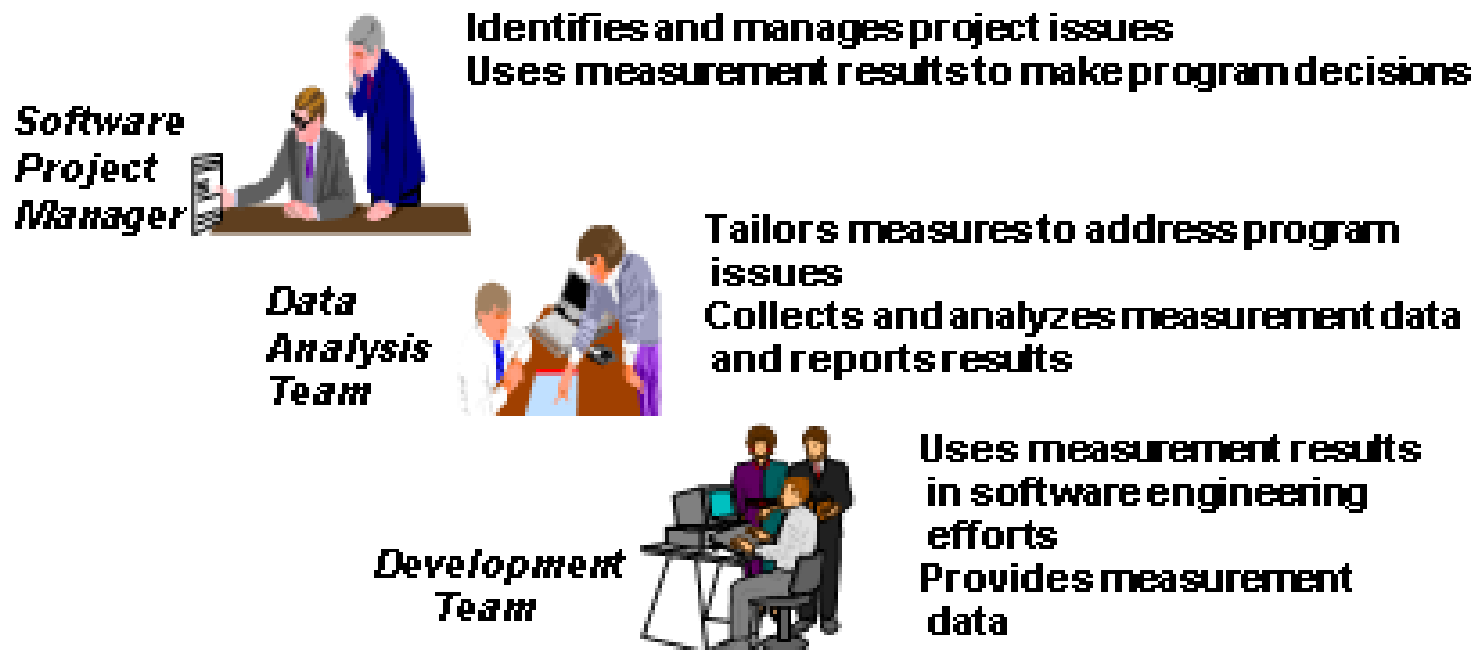 Identifies and manages project issues
Uses measurement results to make program decisions
Software
Project
Manager
Tailors measures to address program
issues
Collects and analyzes measurement data
and reports results
Data
Analysis
Team
Uses measurement results
in software engineering
efforts
Provides measurement
data
Development
Team